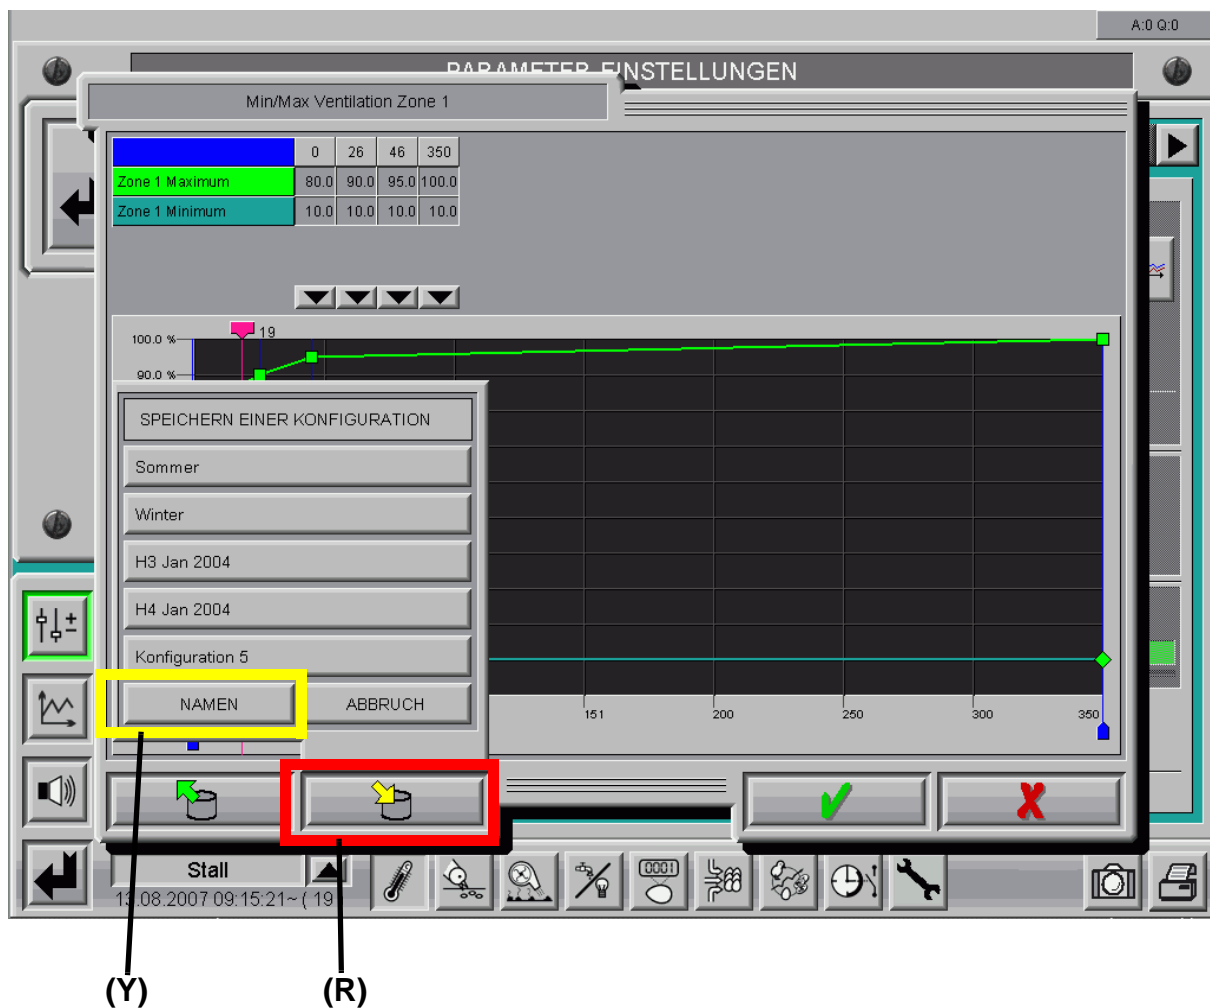 A:0 Q:0
PARAMETER EINSTELLUNGEN
Min/Max Ventilation Zone 1
0 26 46 350
Zone 1 Maximum 80.0 90.0 95.0 100.0
Zone 1 Minimum 10.0 10.0 10.0 10.0
19
100.0 %
90.0 %
SPEICHERN EINER KONFIGURATION
Sommer
Winter
H3 Jan 2004
H4 Jan 2004
Konfiguration 5
NAMEN ABBRUCH
151 200 250 300 350
Stall
13.08.2007 09:15:21~ ( 19
0001
(Y) (R)